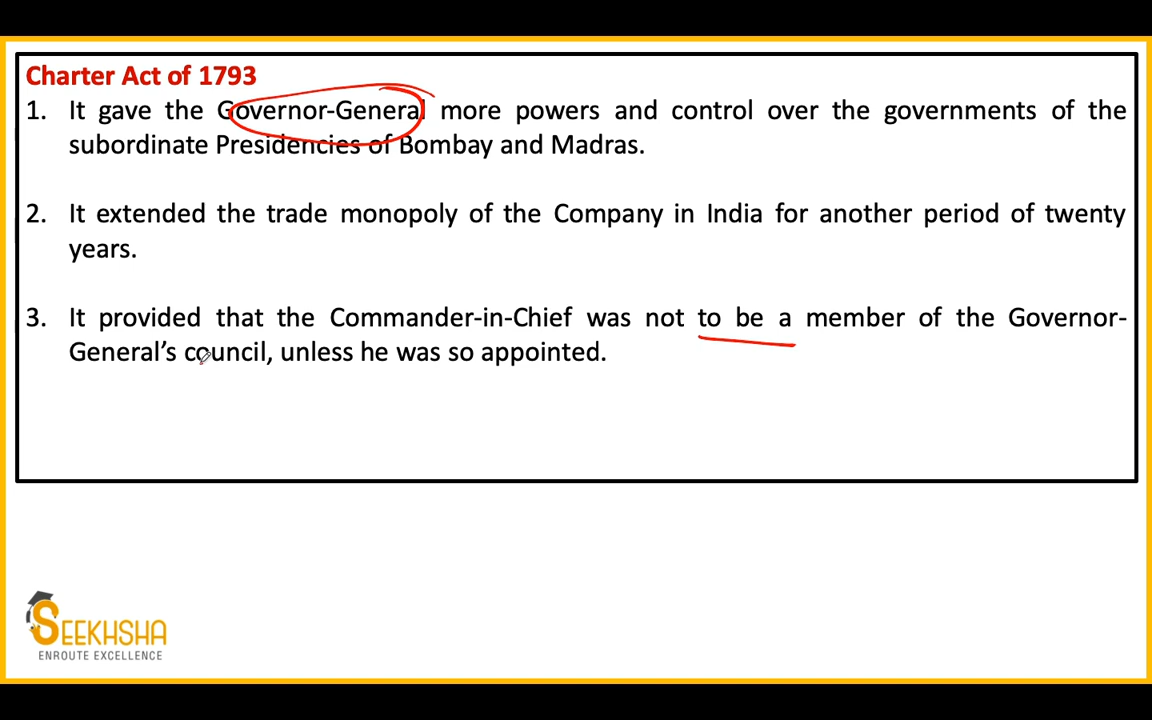 Charter Act of 1793
1. It gave the Governor-General more powers and control over the governments of the
subordinate Presidencies of Bombay and Madras.
2. It extended the trade monopoly of the Company in India for another period of twenty
years.
3. It provided that the Commander-in-Chief was not to be a member of the Governor-
General's council, unless he was so appointed.
SEEKHSHA
ENROUTE EXCELLENCE